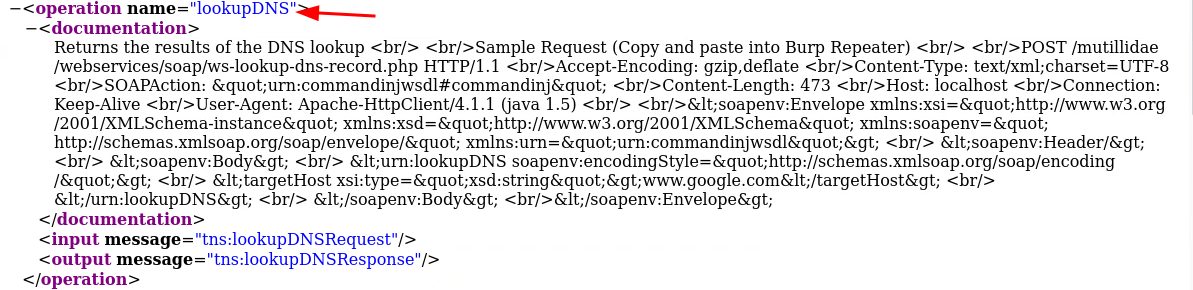 −<operation name="lookupDNS">
−<documentation>
Returns the results of the DNS lookup <br/> <br/>Sample Request (Copy and paste into Burp Repeater) <br/> <br/>POST /mutillidae
/webservices/soap/ws-lookup-dns-record.php HTTP/1.1 <br/>Accept-Encoding: gzip,deflate <br/>Content-Type: text/xml;charset=UTF-8
<br/>SOAPAction: &quot;urn:commandinjwsdl#commandinj&quot; <br/>Content-Length: 473 <br/>Host: localhost <br/>Connection:
Keep-Alive <br/>User-Agent: Apache-HttpClient/4.1.1 (java 1.5) <br/> <br/>&lt;soapenv:Envelope xmlns:xsi=&quot;http://www.w3.org
/2001/XMLSchema-instance&quot; xmlns:xsd=&quot;http://www.w3.org/2001/XMLSchema&quot; xmlns:soapenv=&quot;
http://schemas.xmlsoap.org/soap/envelope/&quot; xmlns:urn=&quot;urn:commandinjwsdl&quot;&gt; <br/> &lt;soapenv:Header/&gt;
<br/> &lt;soapenv:Body&gt; <br/> &lt;urn:lookupDNS soapenv:encodingStyle=&quot;http://schemas.xmlsoap.org/soap/encoding
/&quot;&gt; <br/> &lt;targetHost xsi:type=&quot;xsd:string&quot;&gt;www.google.com&lt;/targetHost&gt; <br/>
&lt;/urn:lookupDNS&gt; <br/> &lt;/soapenv:Body&gt; <br/>&lt;/soapenv:Envelope&gt;
</documentation>
<input message="tns:lookupDNSRequest"/>
<output message="tns:lookupDNSResponse"/>
</operation>